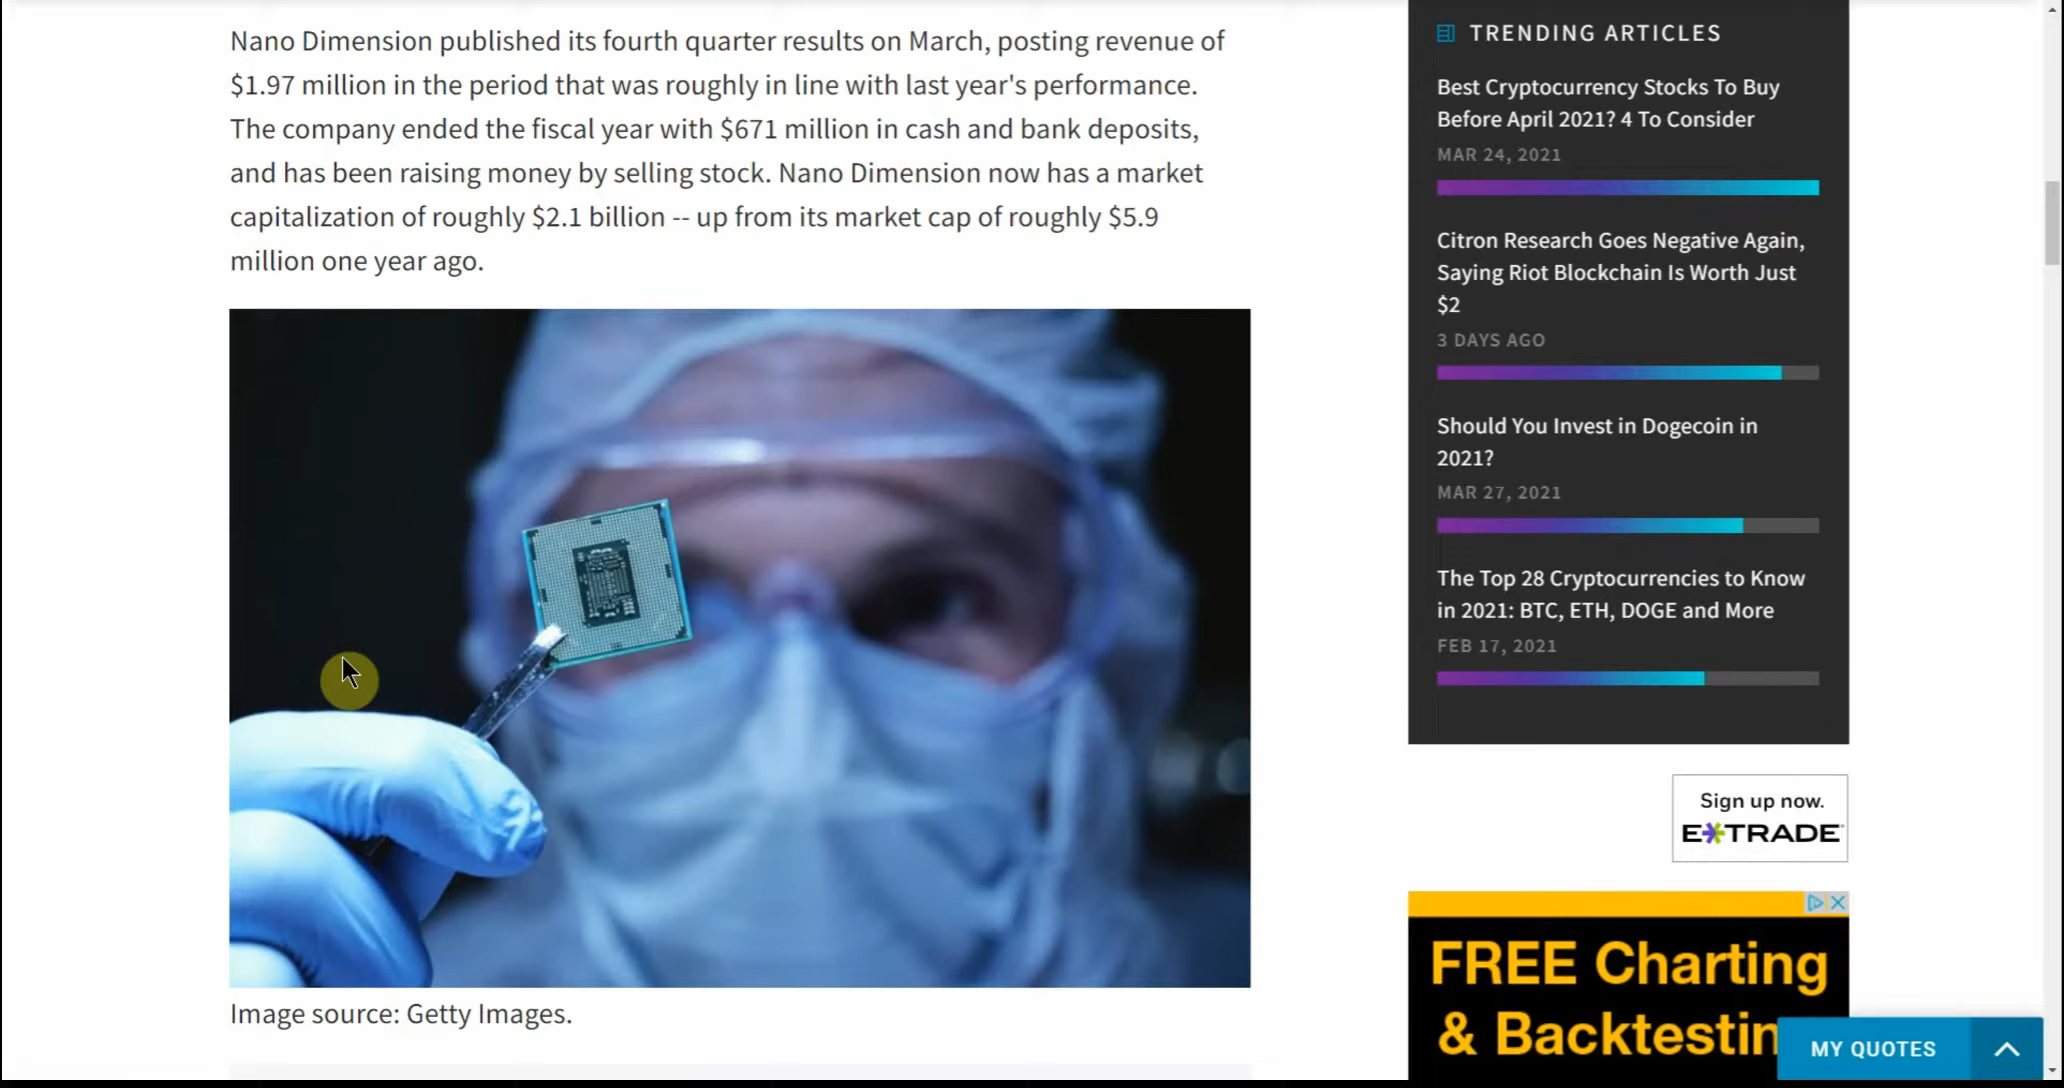 Nano Dimension published its fourth quarter results on March, posting revenue of
$1.97 million in the period that was roughly in line with last year's performance.
The company ended the fiscal year with $671 million in cash and bank deposits,
and has been raising money by selling stock. Nano Dimension now has a market
capitalization of roughly $2.1 billion -- up from its market cap of roughly $5.9
million one year ago.
Image source: Getty Images.
TRENDING ARTICLES
Best Cryptocurrency Stocks To Buy
Before April 2021? 4 To Consider
MAR 24, 2021
Citron Research Goes Negative Again,
Saying Riot Blockchain Is Worth Just
$2
3 DAYS AGO
Should You Invest in Dogecoin in
2021?
MAR 27, 2021
The Top 28 Cryptocurrencies to Know
in 2021: BTC, ETH, DOGE and More
FEB 17, 2021
Sign up now.
E*TRADE
FREE Charting
& Backtestin
MY QUOTES